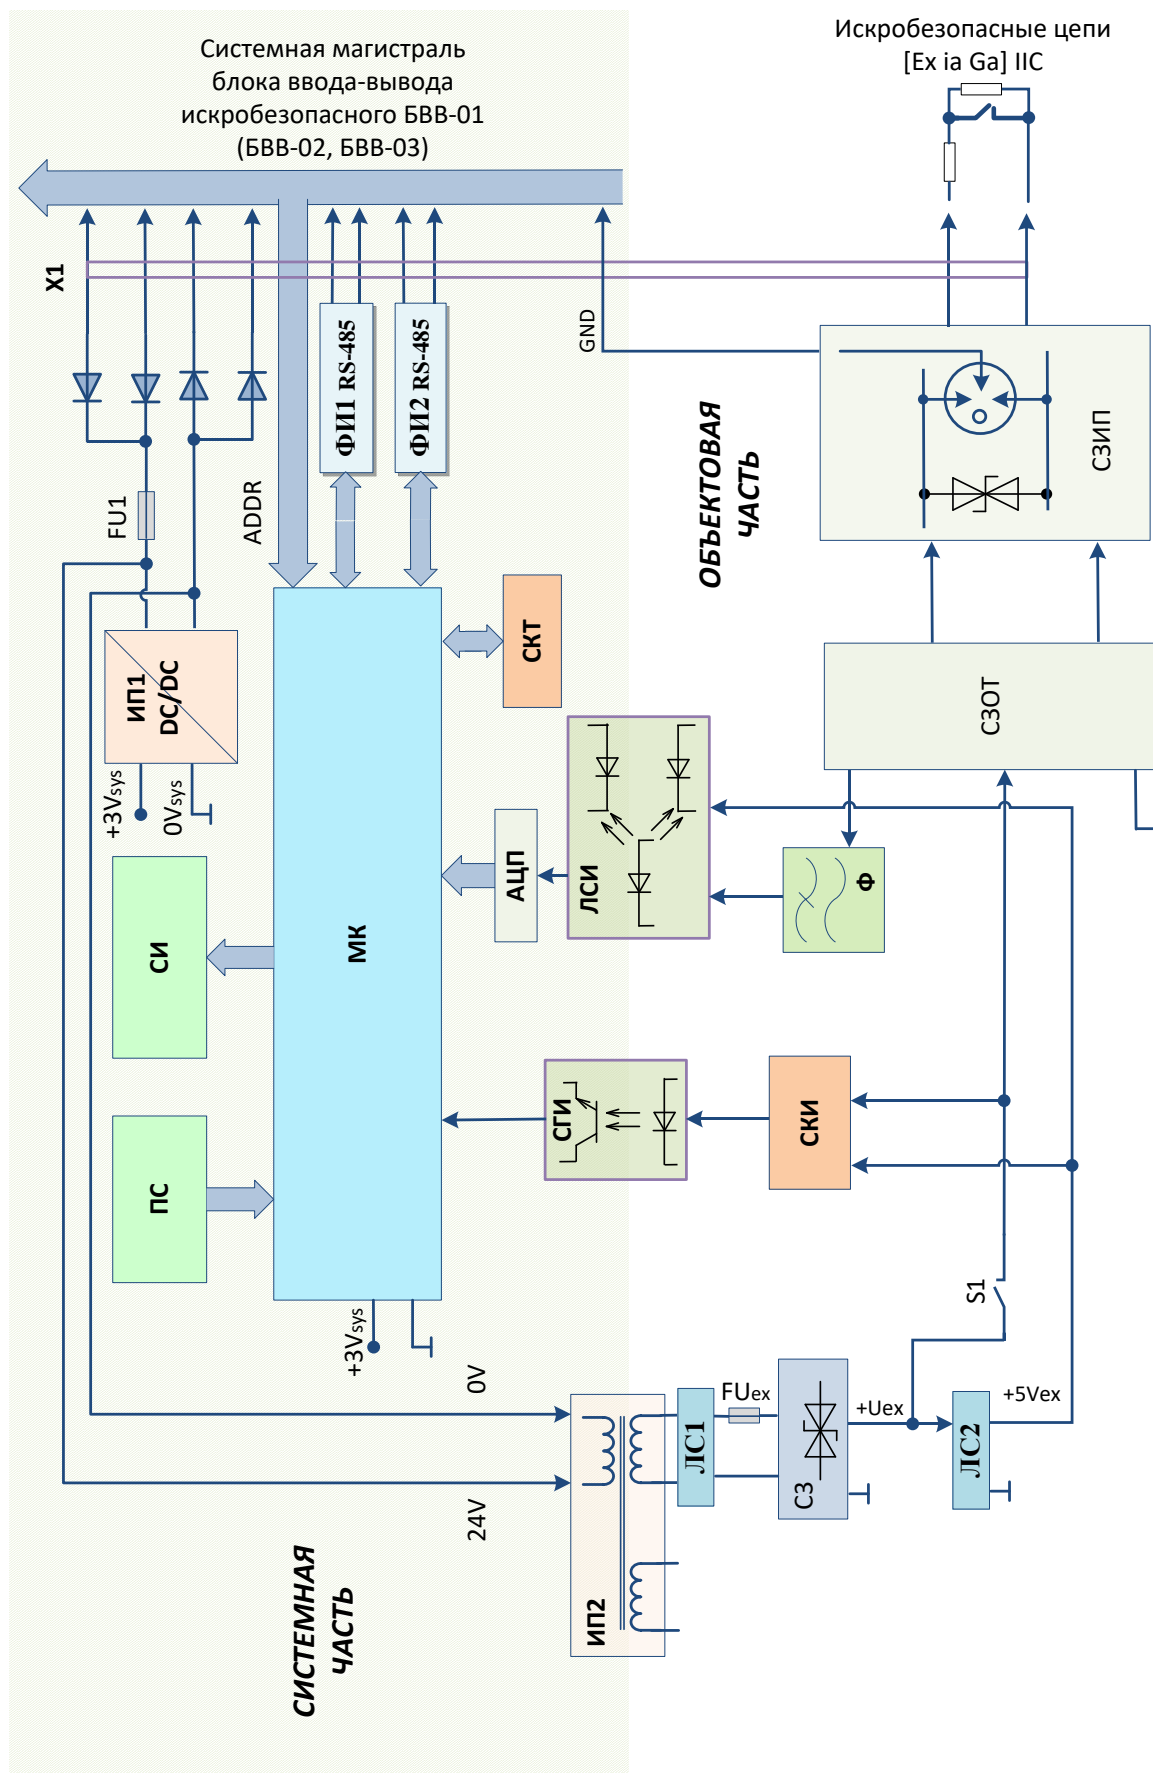 Системная магистраль
блока ввода-вывода
искробезопасного БВВ-01
(БВВ-02, БВВ-03)
Искробезопасные цепи
[Ex ia Ga] IIC
X1
GND
ФИ1 RS-485
ФИ2 RS-485
FU1
ADDR
ОБЪЕКТОВАЯ
ЧАСТЬ
СЗИП
ИП1
DC/DC
СКТ
СЗОТ
+3Vsys
0Vsys
СИ
МК
АЦП
ЛСИ
Ф
ПС
СГИ
СКИ
S1
+3Vsys
0V
24V
FUex
+Uex
+5Vex
ЛС1
СЗ
ЛС2
ИП2
СИСТЕМНАЯ
ЧАСТЬ